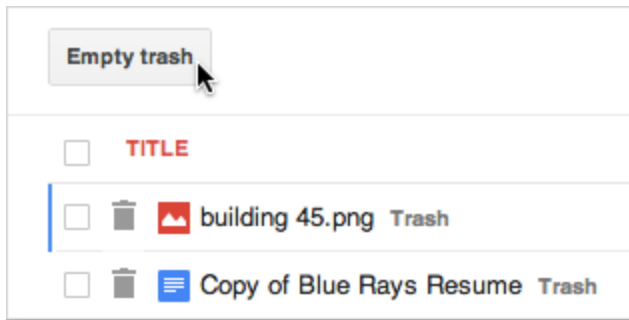 Empty trash
TITLE
building 45.png Trash
Copy of Blue Rays Resume Trash